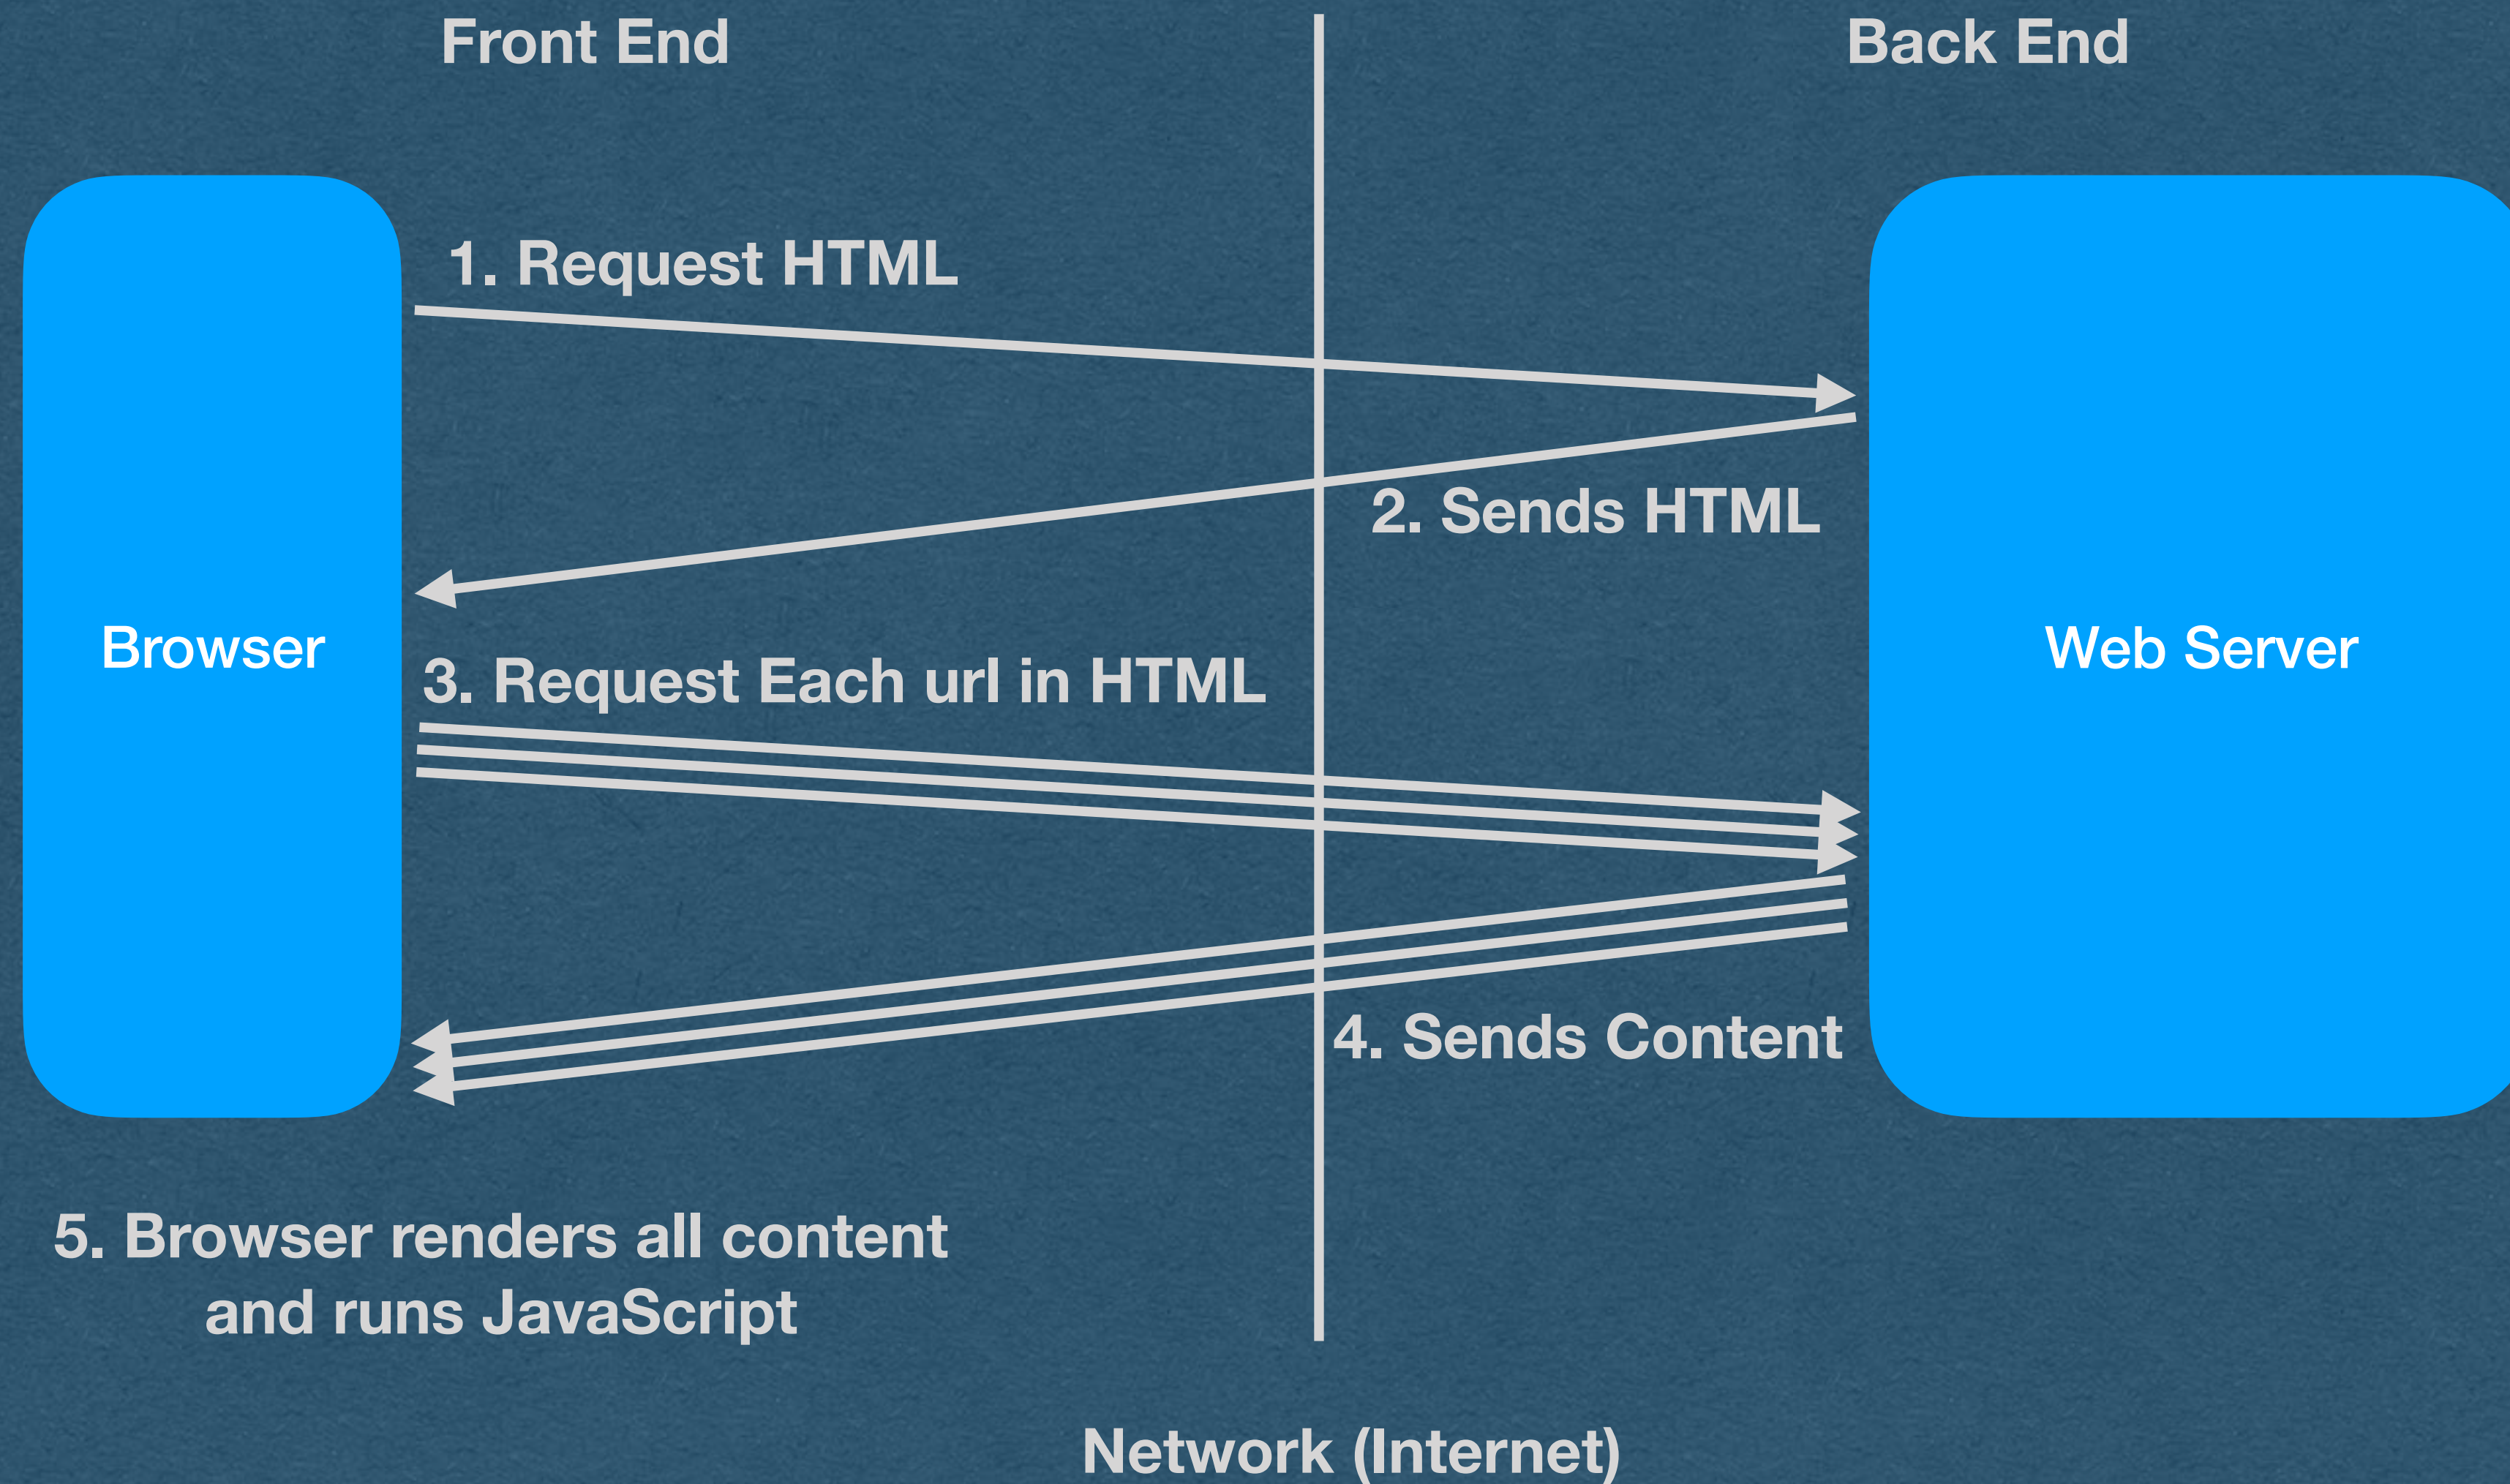 Front End
Back End
1. Request HTML
2. Sends HTML
Browser
Web Server
3. Request Each url in HTML
4. Sends Content
5. Browser renders all content
and runs JavaScript
Network (Internet)